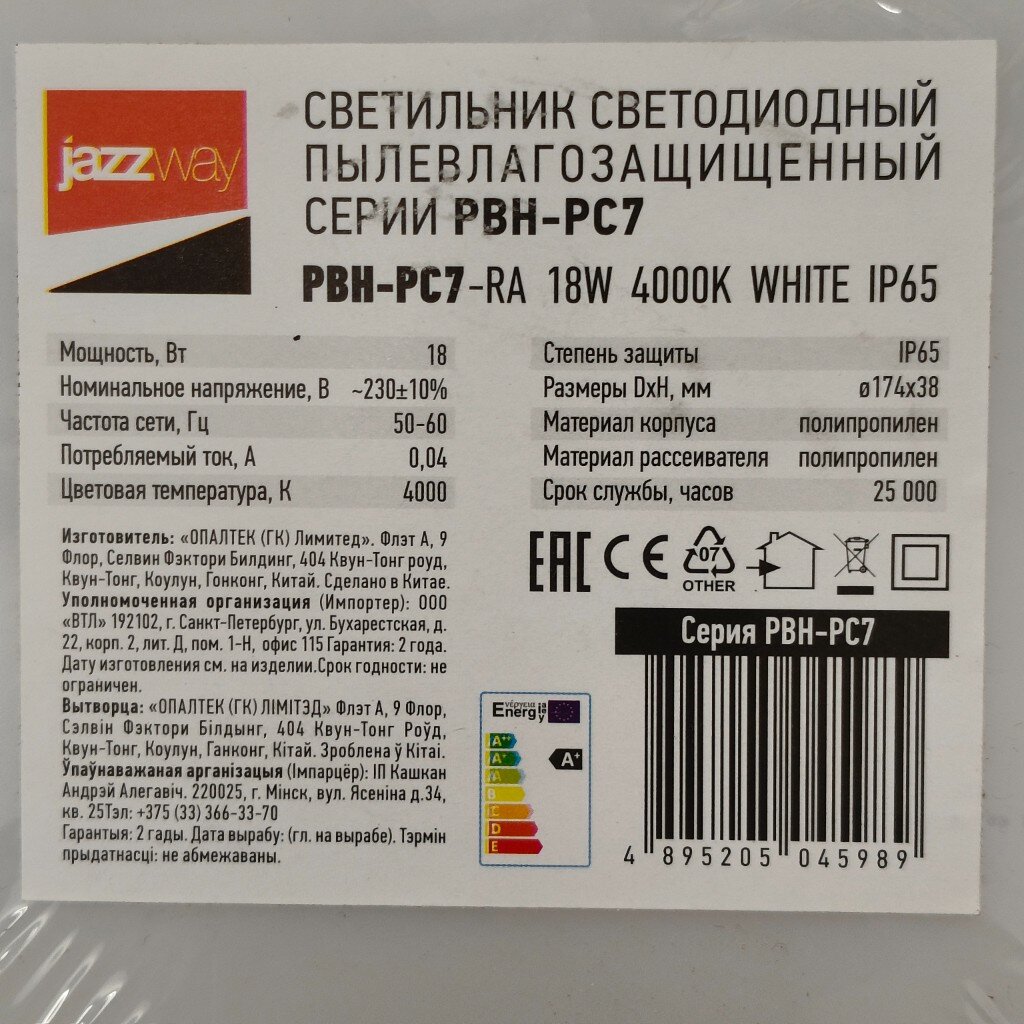 jazzway
СВЕТИЛЬНИК СВЕТОДИОДНЫЙ
ПЫЛЕВЛАГОЗАЩИЩЕННЫЙ
СЕРИИ PBH-PC7
PBH-PC7-RA 18W 4000K WHITE IP65
Мощность, Вт 18
Номинальное напряжение, В ~230±10%
Частота сети, Гц 50-60
Потребляемый ток, А 0,04
Цветовая температура, К 4000
Степень защиты IP65
Размеры DxH, мм ø174x38
Материал корпуса полипропилен
Материал рассеивателя полипропилен
Срок службы, часов 25 000
Изготовитель: «ОПАЛТЕК (ГК) Лимитед». Флэт А, 9
Флор, Селвин Фэктори Билдинг, 404 Квун-Тонг роуд,
Квун-Тонг, Коулун, Гонконг, Китай. Сделано в Китае.
Уполномоченная организация (Импортер): ООО
«ВТЛ» 192102, г. Санкт-Петербург, ул. Бухарестская, д.
22, корп. 2, лит. Д, пом. 1-Н, офис 115 Гарантия: 2 года.
Дату изготовления см. на изделии.Срок годности: не
ограничен.
Вытворца: «ОПАЛТЕК (ГК) ЛІМІТЭД» Флэт А, 9 Флор,
Сэлвін Фэктори Білдынг, 404 Квун-Тонг Роўд,
Квун-Тонг, Коулун, Ганконг, Кітай. Зроблена ў Кітаі.
Ўпаўнаважаная арганізацыя (Імпарцёр): ІП Кашкан
Андрэй Алегавіч. 220025, г. Мінск, вул. Ясеніна д.34,
кв. 25Тэл: +375 (33) 366-33-70
Гарантыя: 2 гады. Дата вырабу: (гл. на вырабе). Тэрмін
прыдатнасці: не абмежаваны.
EAC CE 07
OTHER
Серия PBH-PC7
4 895205 045989
Energ
A++
A+
A
B
C
D
E
A+